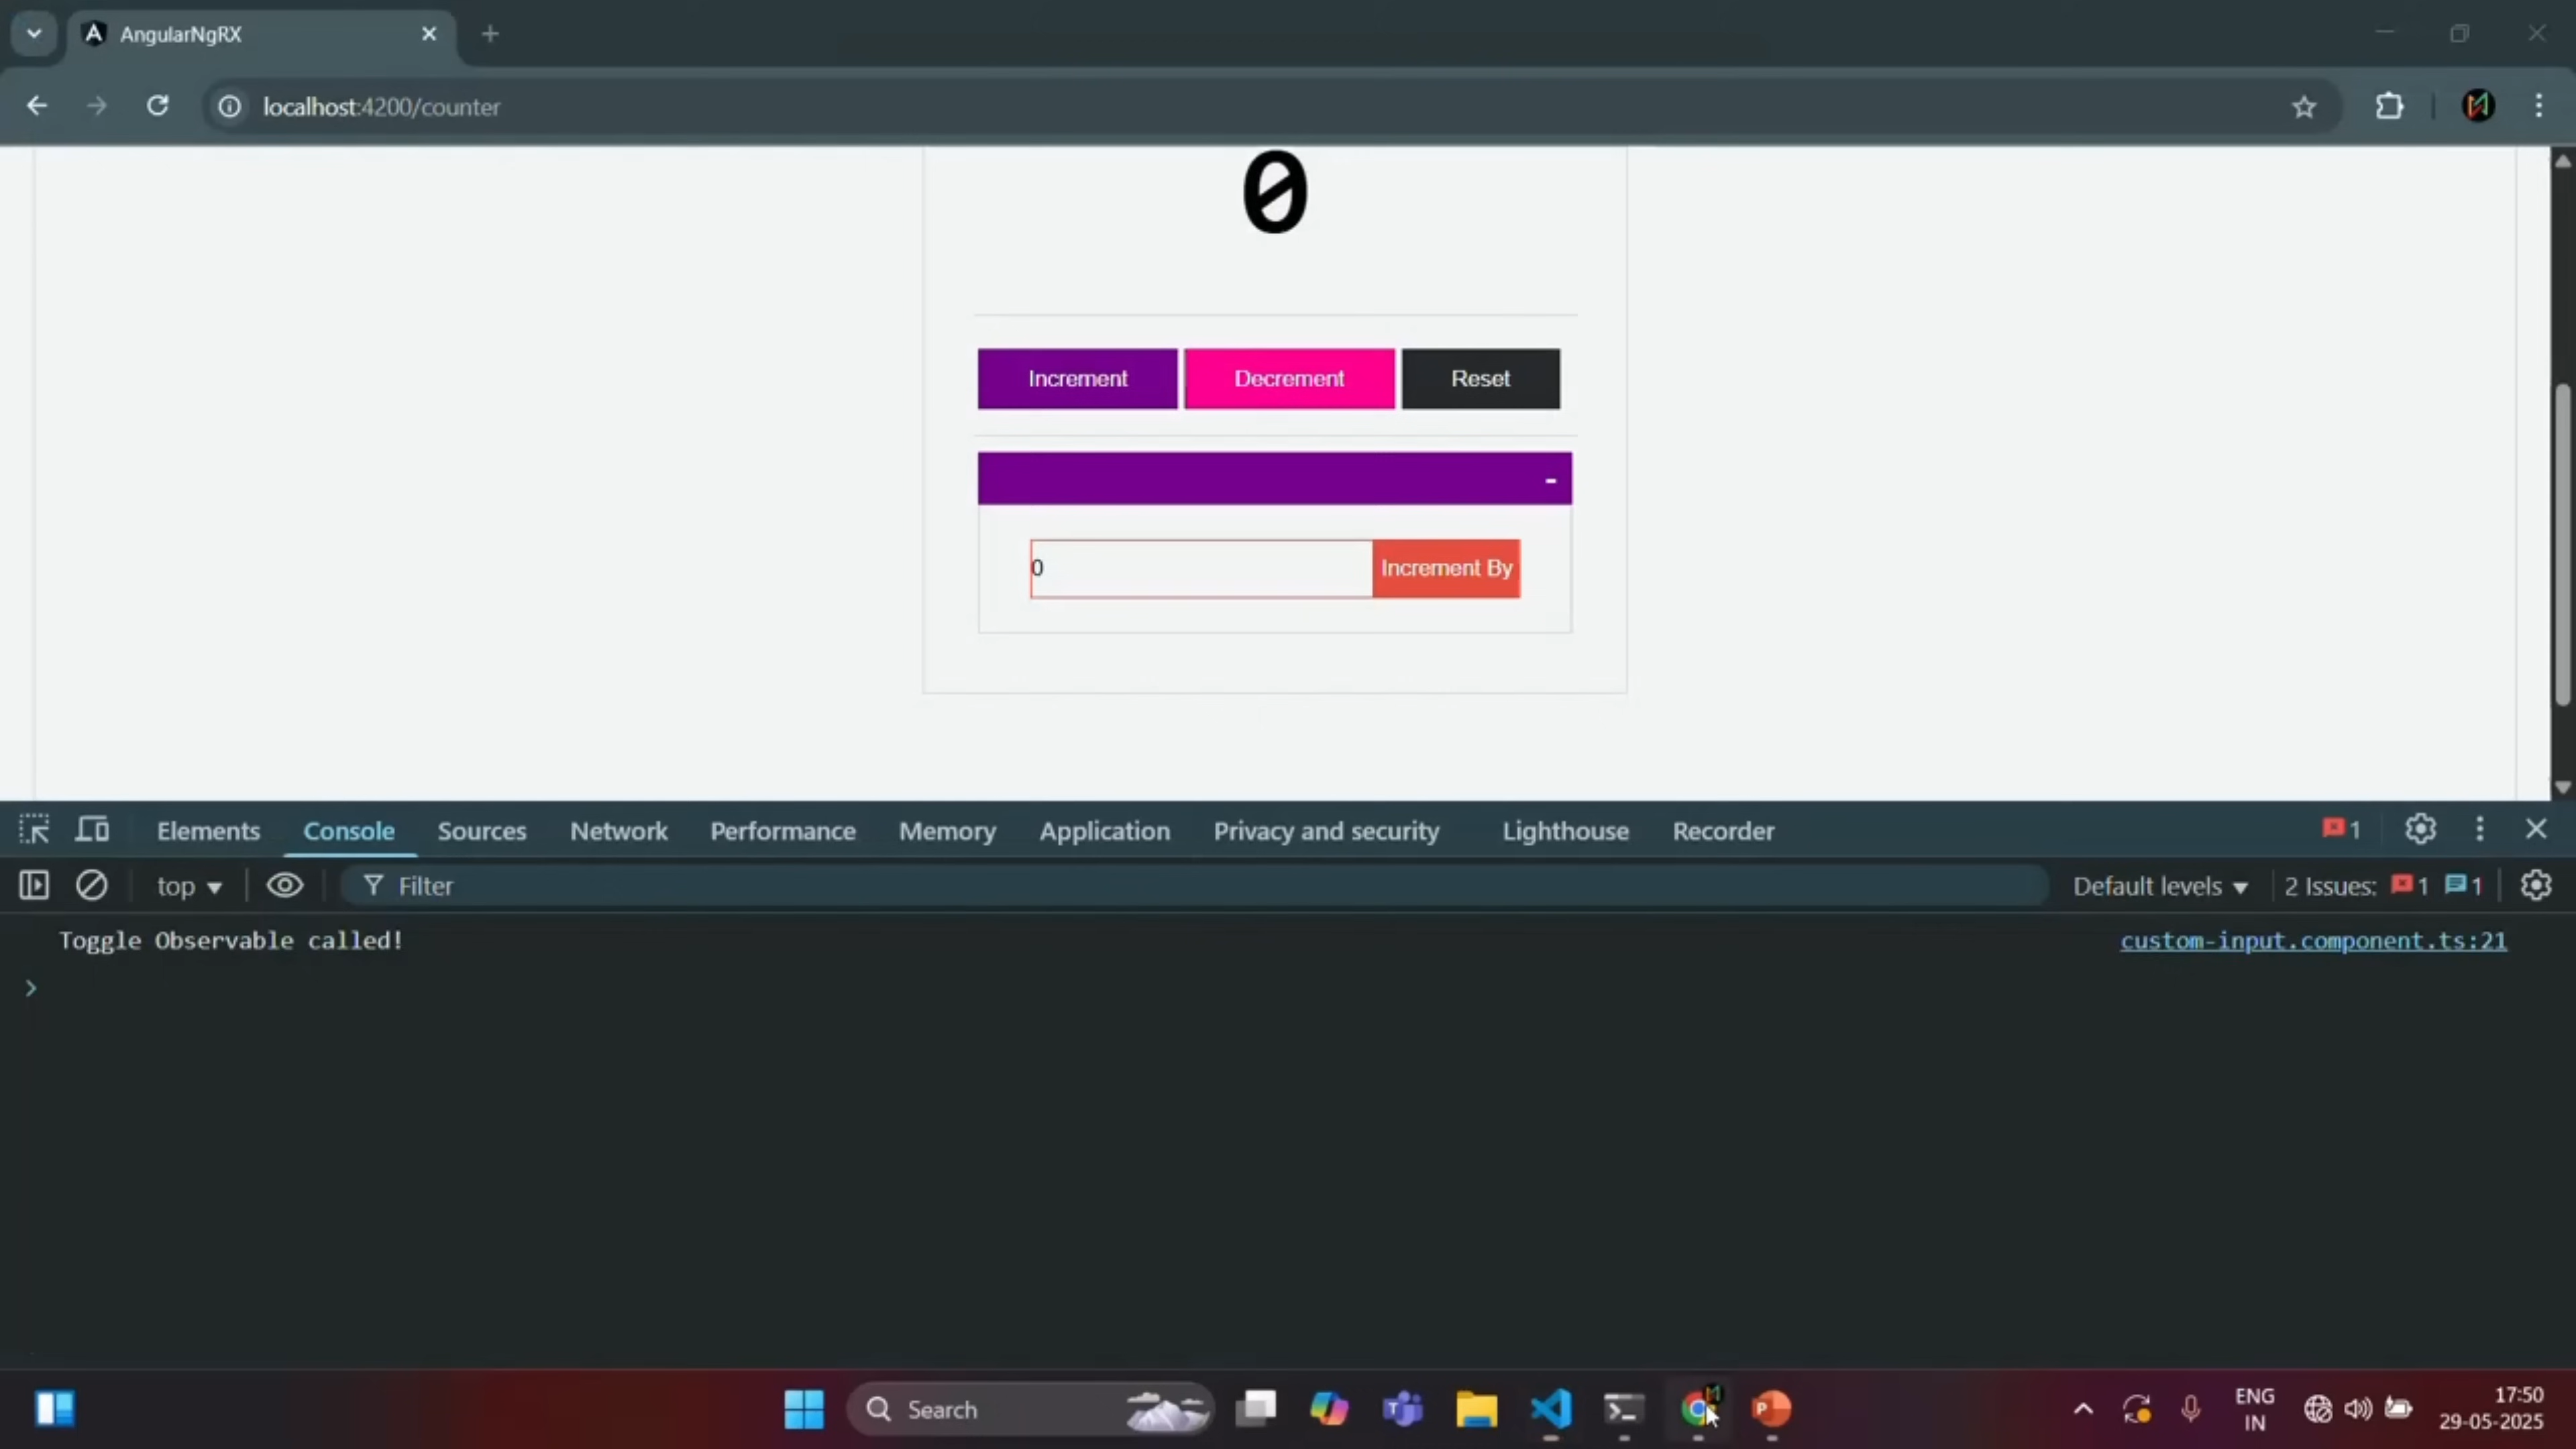 AngularNgRX
localhost:4200/counter
0
Increment Decrement Reset
-
0 Increment By
Elements Console Sources Network Performance Memory Application Privacy and security Lighthouse Recorder 1
top Filter Default levels 2 Issues: 1 1
Toggle Observable called! custom-input.component.ts:21
Search
ENG
IN
17:50
29-05-2025